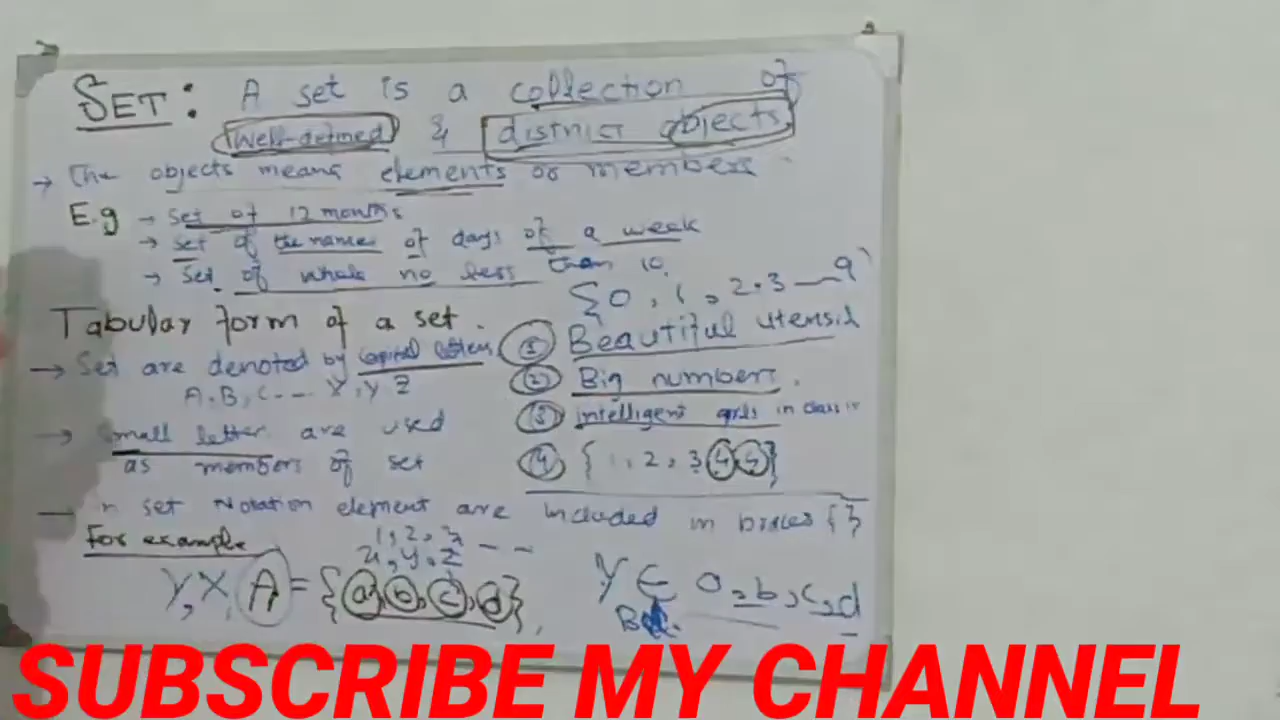 SET: A set is a collection of
well-defined & district objects
→ The objects means elements or members
E.g → set of 12 months
→ set of the names of days of a week
→ set of whole no less than 10
{0, 1, 2, 3 — 9
Tabular form of a set.
→ Set are denoted by capital letters
A, B, C ... X, Y Z
→ Small letter are used
as members of set
① Beautiful utensil
② Big numbers.
③ intelligent girls in class
④ { 1, 2, 3 4 4 }
→ In set Notation element are included in braces { }
For example
1, 2, 3 - -
x, y, z
Y, X, A = {a, b, c, d},
Y ∈ a, b, c, d
SUBSCRIBE MY CHANNEL